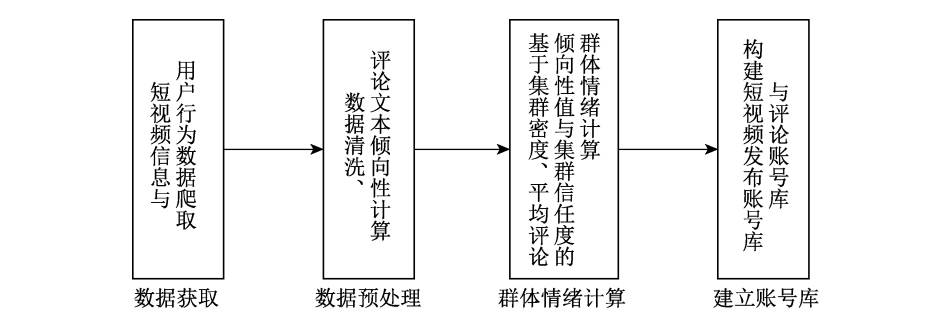 短视频信息与
用户行为数据爬取
数据清洗、
评论文本倾向性计算
基于集群密度、平均评论
倾向性值与集群信任度的
群体情绪计算
构建短视频发布账号库
与评论账号库
数据获取
数据预处理
群体情绪计算
建立账号库